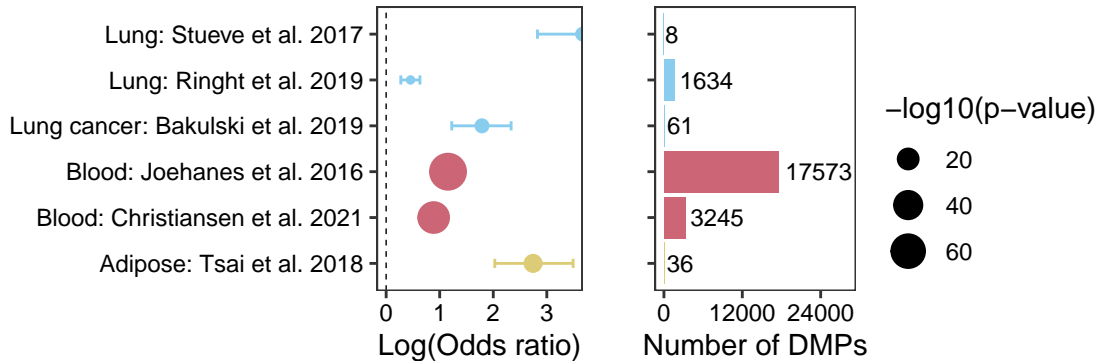 Lung: Stueve et al. 2017
Lung: Ringht et al. 2019
Lung cancer: Bakulski et al. 2019
Blood: Joehanes et al. 2016
Blood: Christiansen et al. 2021
Adipose: Tsai et al. 2018
0 1 2 3
Log(Odds ratio)
8
1634
61
17573
3245
36
0 12000 24000
Number of DMPs
−log10(p−value)
20
40
60